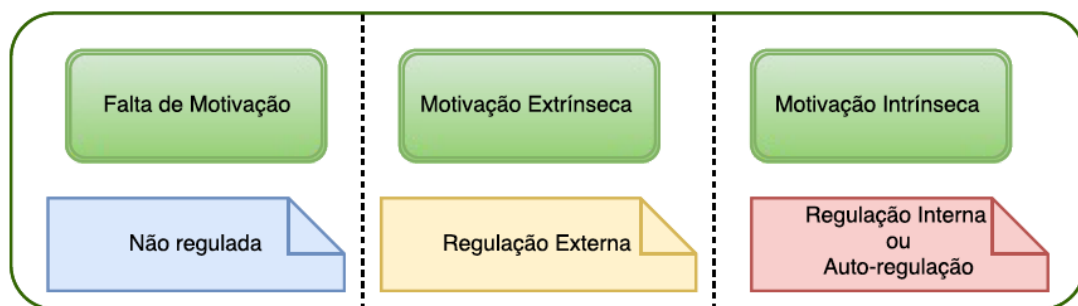 Falta de Motivação
Motivação Extrínseca
Motivação Intrínseca
Não regulada
Regulação Externa
Regulação Interna
ou
Auto-regulação